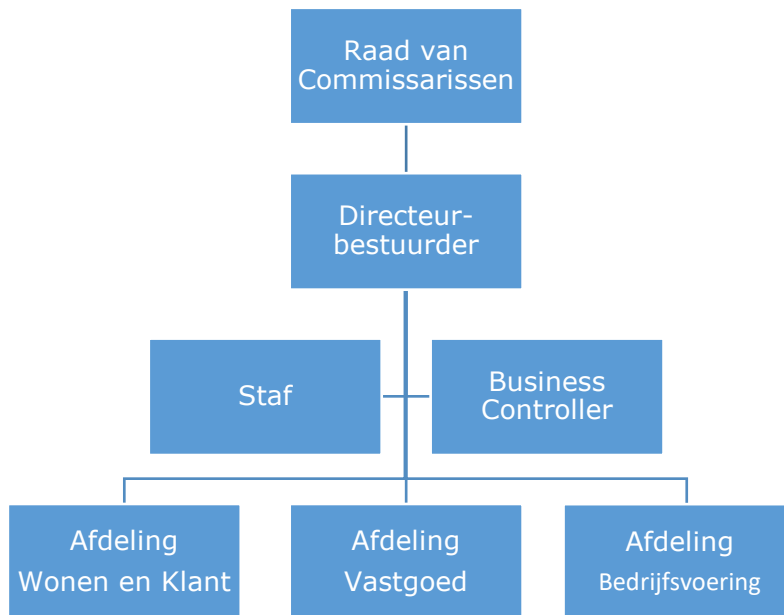 Raad van
Commissarissen
Directeur-
bestuurder
Staf
Business
Controller
Afdeling
Wonen en Klant
Afdeling
Vastgoed
Afdeling
Bedrijfsvoering